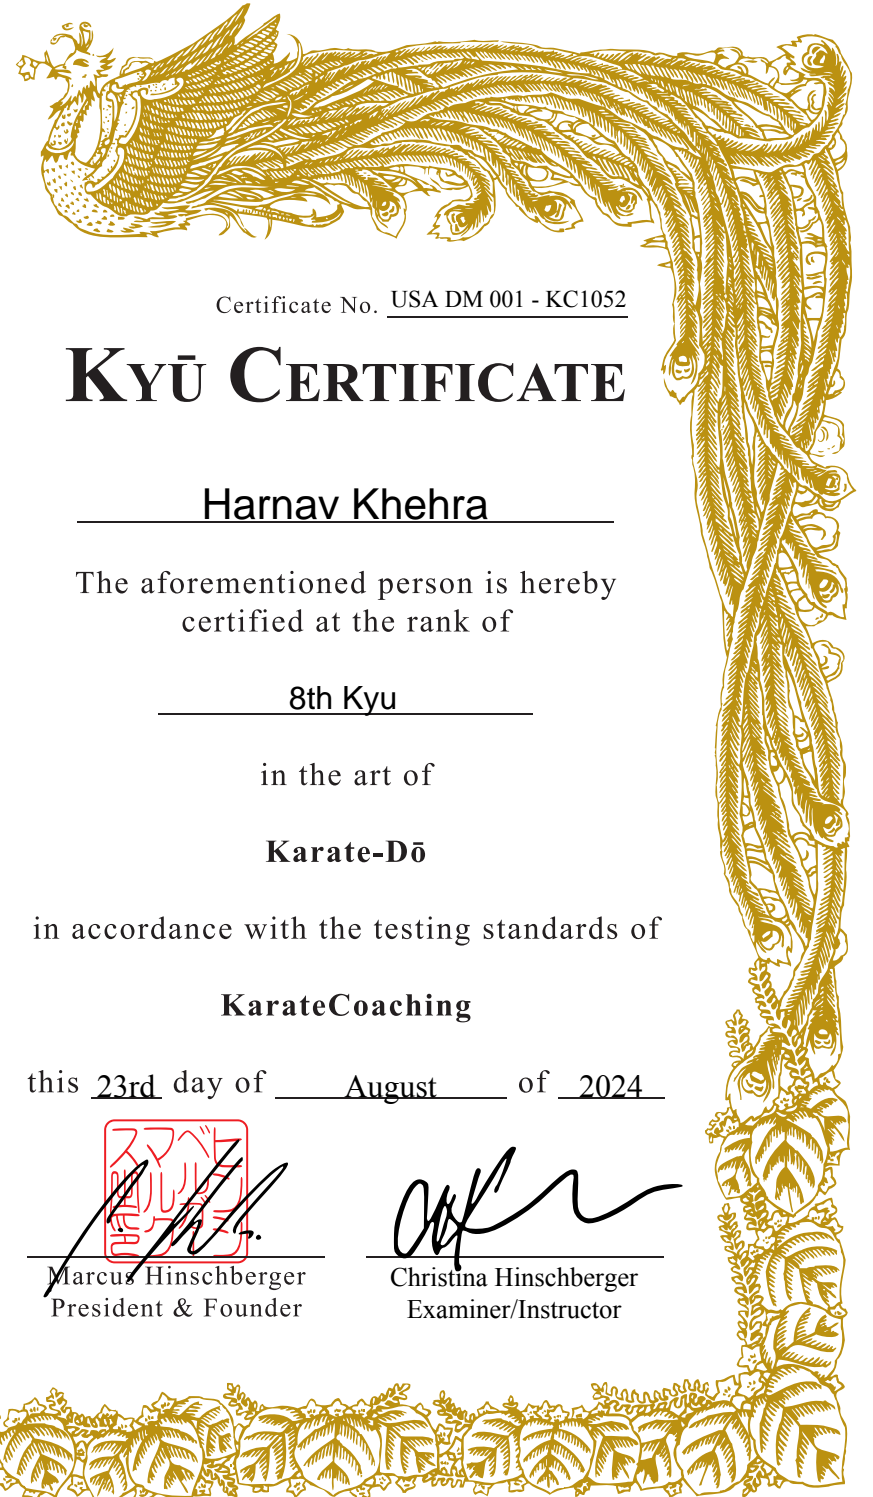 Certificate No. USA DM 001 - KC1052
KYŪ CERTIFICATE
Harnav Khehra
The aforementioned person is hereby
certified at the rank of
8th Kyu
in the art of
Karate-Dō
in accordance with the testing standards of
KarateCoaching
this 23rd day of August of 2024
Marcus Hinschberger
President & Founder
Christina Hinschberger
Examiner/Instructor